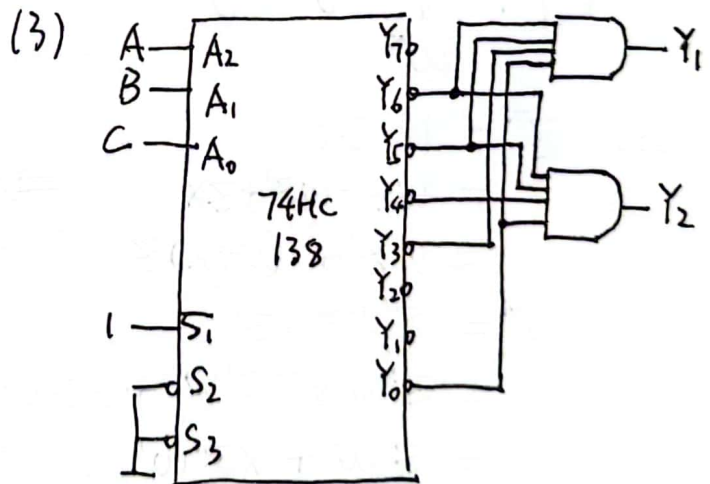 (3)
A A₂ Y₇ Y₁
B A₁ Y₆
C A₀ Y₅
74HC Y₄ Y₂
138 Y₃
Y₂
1 S₁ Y₁
S₂ Y₀
S₃